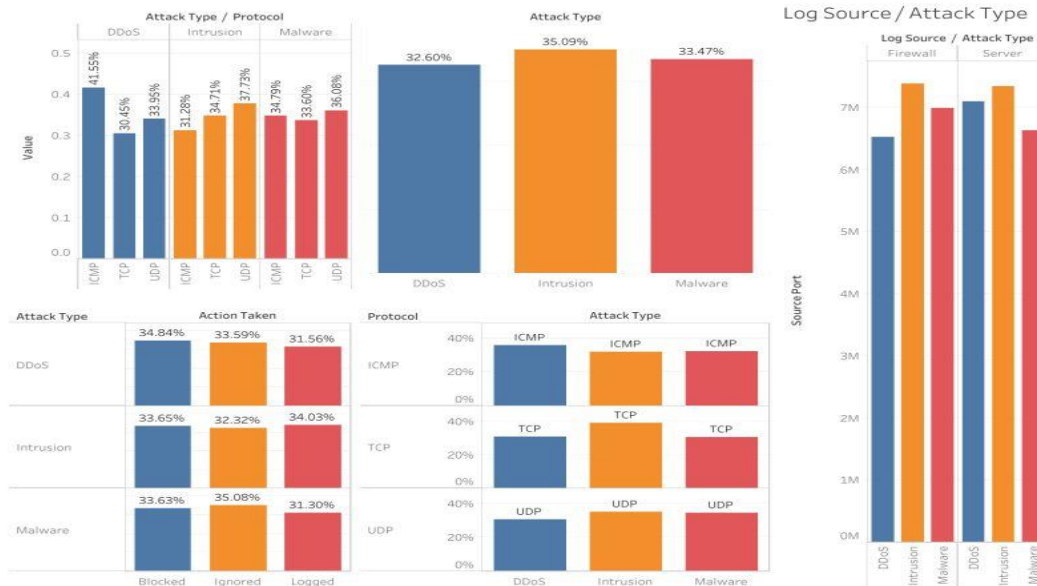 Attack Type / Protocol
DDoS Intrusion Malware
Value
0.5
0.4
0.3
0.2
0.1
0.0
41.55%
30.45%
33.95%
31.28%
34.71%
37.73%
34.79%
33.60%
36.08%
ICMP TCP UDP ICMP TCP UDP ICMP TCP UDP
Attack Type
32.60% 35.09% 33.47%
DDoS Intrusion Malware
Log Source / Attack Type
Log Source / Attack Type
Firewall Server
Source Port
7M
6M
5M
4M
3M
2M
1M
0M
DDoS Intrusion Malware DDoS Intrusion Malware
Attack Type Action Taken
DDoS
34.84% 33.59% 31.56%
Intrusion
33.65% 32.32% 34.03%
Malware
33.63% 35.08% 31.30%
Blocked Ignored Logged
Protocol Attack Type
ICMP
40%
20%
0%
ICMP ICMP ICMP
TCP
40%
20%
0%
TCP TCP TCP
UDP
40%
20%
0%
UDP UDP UDP
DDoS Intrusion Malware